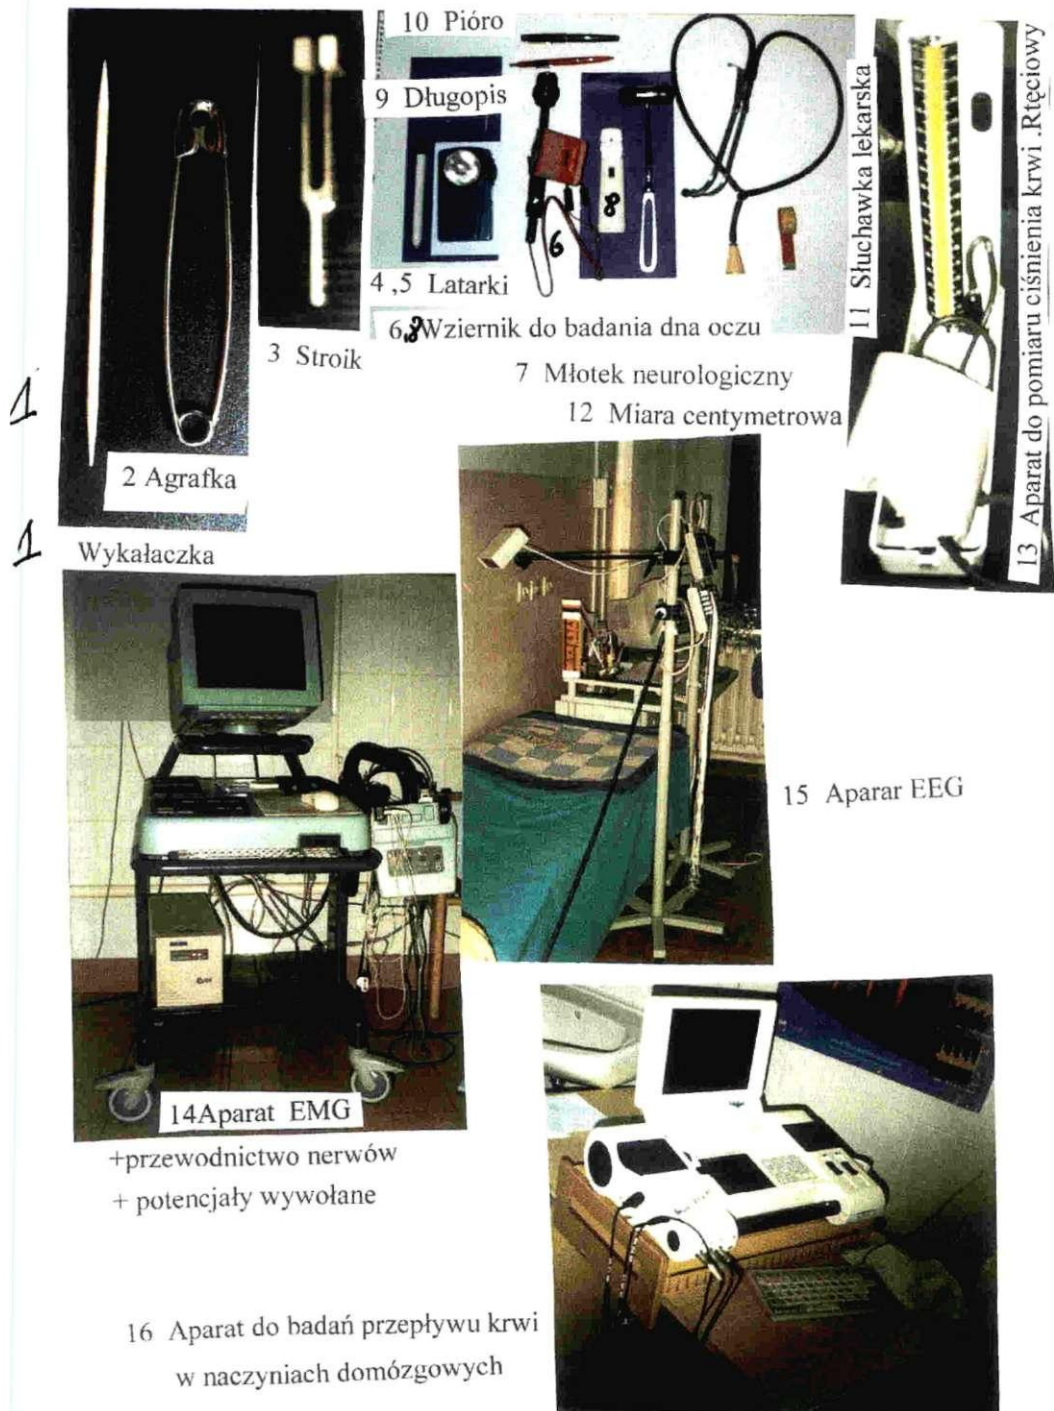 10 Pióro
9 Długopis
4 ,5 Latarki
6,8 Wziernik do badania dna oczu
6
8
3 Stroik
7 Młotek neurologiczny
12 Miara centymetrowa
11 Słuchawka lekarska
13 Aparat do pomiaru ciśnienia krwi .Rtęciowy
1
2 Agrafka
1 Wykałaczka
15 Aparar EEG
14Aparat EMG
+przewodnictwo nerwów
+ potencjały wywołane
16 Aparat do badań przepływu krwi
w naczyniach domózgowych